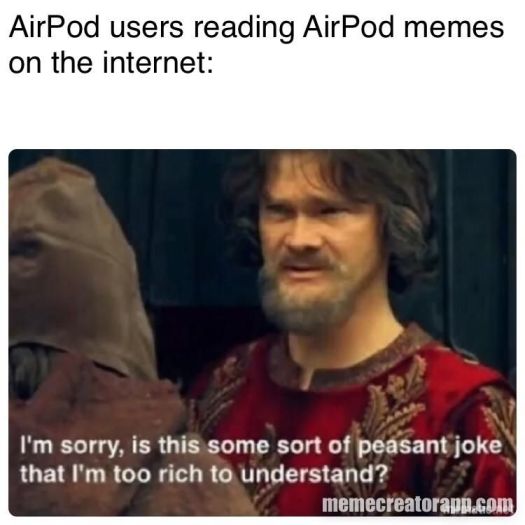 AirPod users reading AirPod memes
on the internet:
I'm sorry, is this some sort of peasant joke
that I'm too rich to understand?
memecreatorapp.com